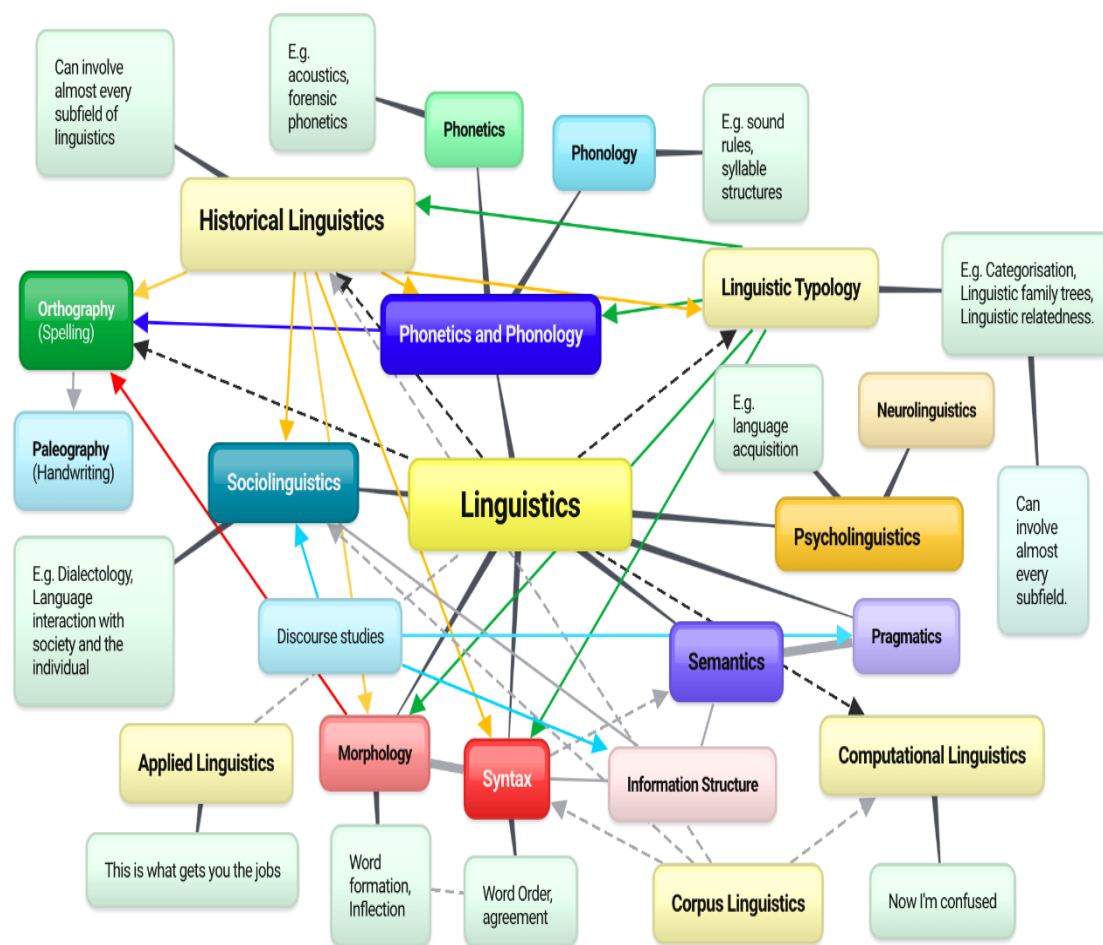 Can involve
almost every
subfield of
linguistics
E.g.
acoustics,
forensic
phonetics
Phonetics
Phonology
E.g. sound
rules,
syllable
structures
Historical Linguistics
Linguistic Typology
E.g. Categorisation,
Linguistic family trees,
Linguistic relatedness.
Orthography
(Spelling)
Phonetics and Phonology
Paleography
(Handwriting)
Sociolinguistics
Linguistics
E.g.
language
acquisition
Neurolinguistics
Psycholinguistics
Can
involve
almost
every
subfield.
E.g. Dialectology,
Language
interaction with
society and the
individual
Discourse studies
Semantics
Pragmatics
Applied Linguistics
Morphology
Syntax
Information Structure
Computational Linguistics
This is what gets you the jobs
Word
formation,
Inflection
Word Order,
agreement
Corpus Linguistics
Now I'm confused